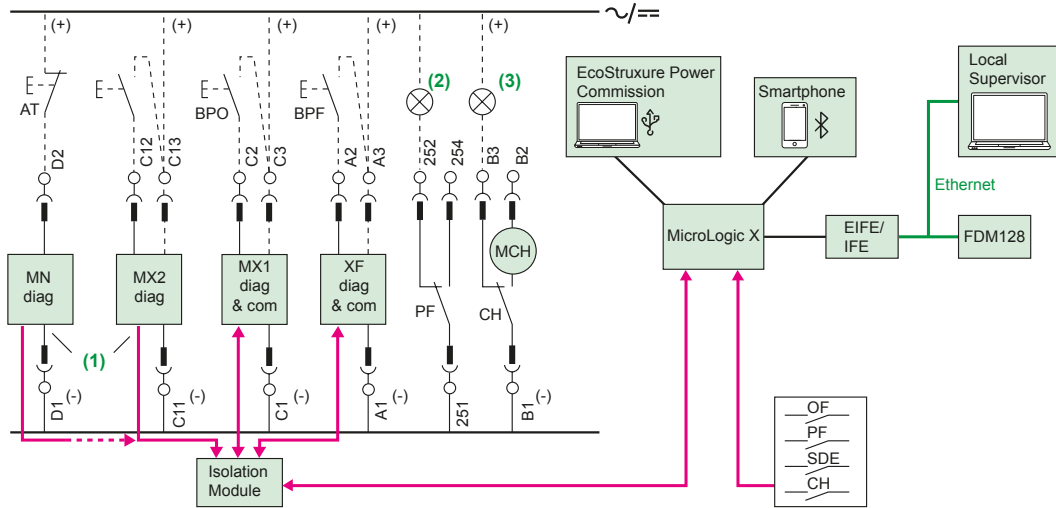 (+)
(+)
(+)
(+)
(+)
AT
BPO
BPF
(2)
(3)
D2
C12
C13
C2
C3
A2
A3
252
254
B3
B2
MN
diag
MX2
diag
MX1
diag
& com
XF
diag
& com
PF
MCH
CH
(1)
D1
(-)
C11
(-)
C1
(-)
A1
(-)
251
B1
(-)
Isolation
Module
EcoStruxure Power
Commission
Smartphone
Local
Supervisor
Ethernet
MicroLogic X
EIFE/
IFE
FDM128
OF
PF
SDE
CH